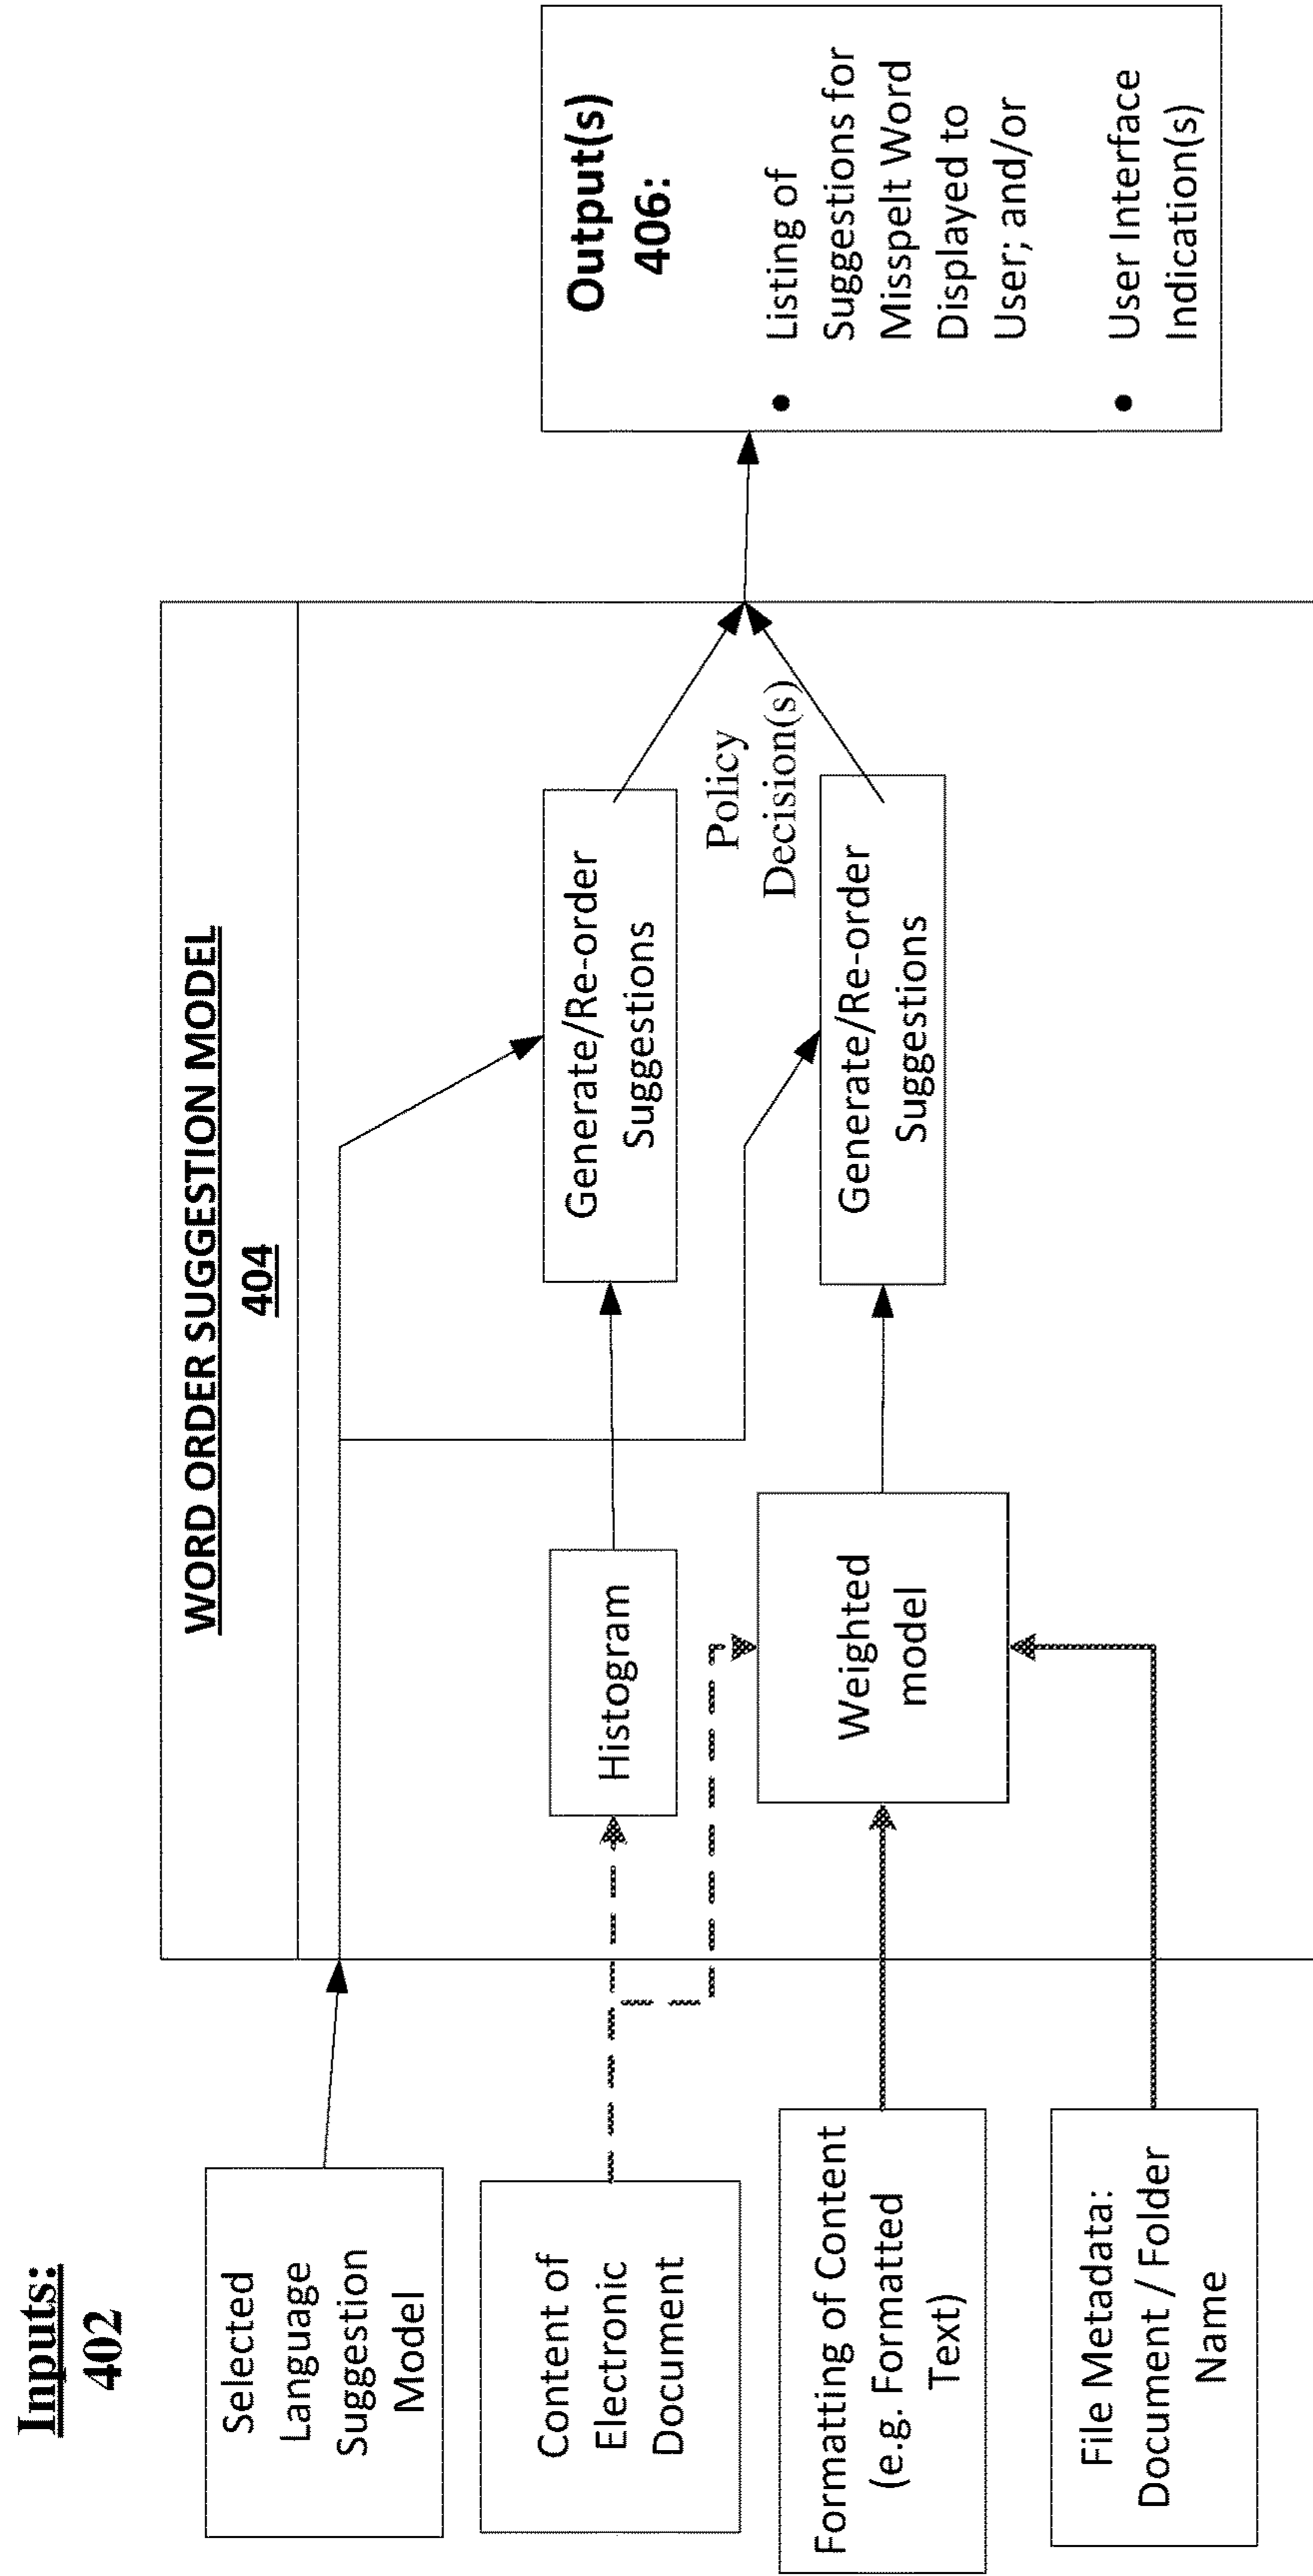 Inputs:
402
Selected
Language
Suggestion
Model
Content of
Electronic
Document
Formatting of Content
(e.g. Formatted
Text)
File Metadata:
Document / Folder
Name
WORD ORDER SUGGESTION MODEL
404
Histogram
Weighted
model
Generate/Re-order
Suggestions
Generate/Re-order
Suggestions
Policy
Decision(s)
Output(s)
406:
• Listing of
Suggestions for
Misspelt Word
Displayed to
User; and/or
• User Interface
Indication(s)